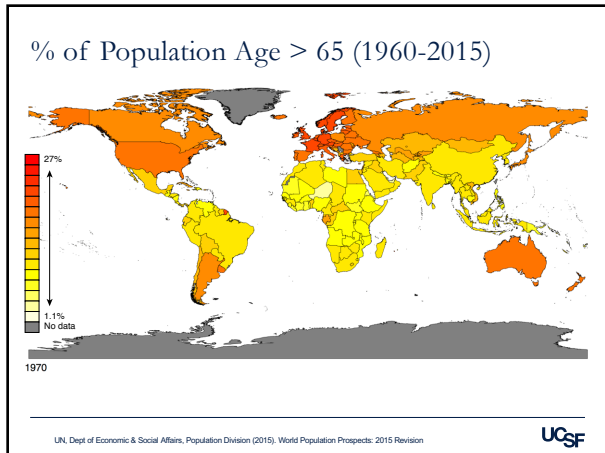 % of Population Age > 65 (1960-2015)
27%
1.1%
No data
1970
UN, Dept of Economic & Social Affairs, Population Division (2015). World Population Prospects: 2015 Revision
UCSF